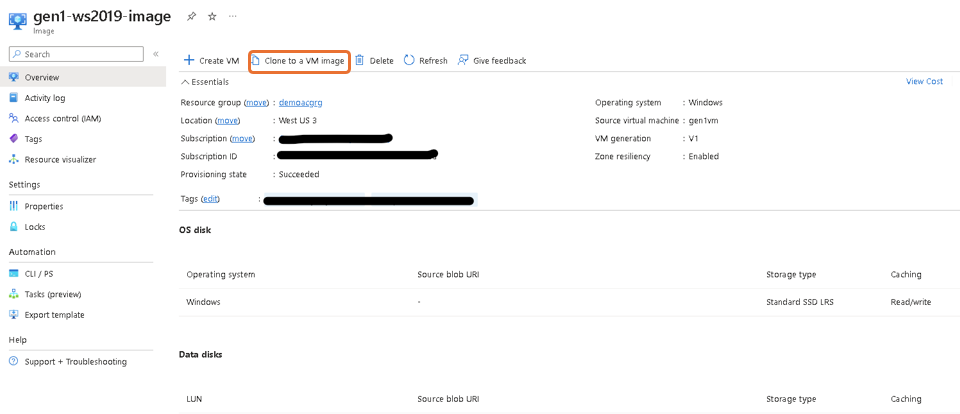 gen1-ws2019-image
Image
Search
Overview
Activity log
Access control (IAM)
Tags
Resource visualizer
Settings
Properties
Locks
Automation
CLI / PS
Tasks (preview)
Export template
Help
Support + Troubleshooting
Create VM Clone to a VM image Delete Refresh Give feedback
Essentials View Cost
Resource group (move) : demoacgrg Operating system : Windows
Location (move) : West US 3 Source virtual machine : gen1vm
Subscription (move) : VM generation : V1
Subscription ID : Zone resiliency : Enabled
Provisioning state : Succeeded
Tags (edit) :
OS disk
Operating system Source blob URI Storage type Caching
Windows - Standard SSD LRS Read/write
Data disks
LUN Source blob URI Storage type Caching